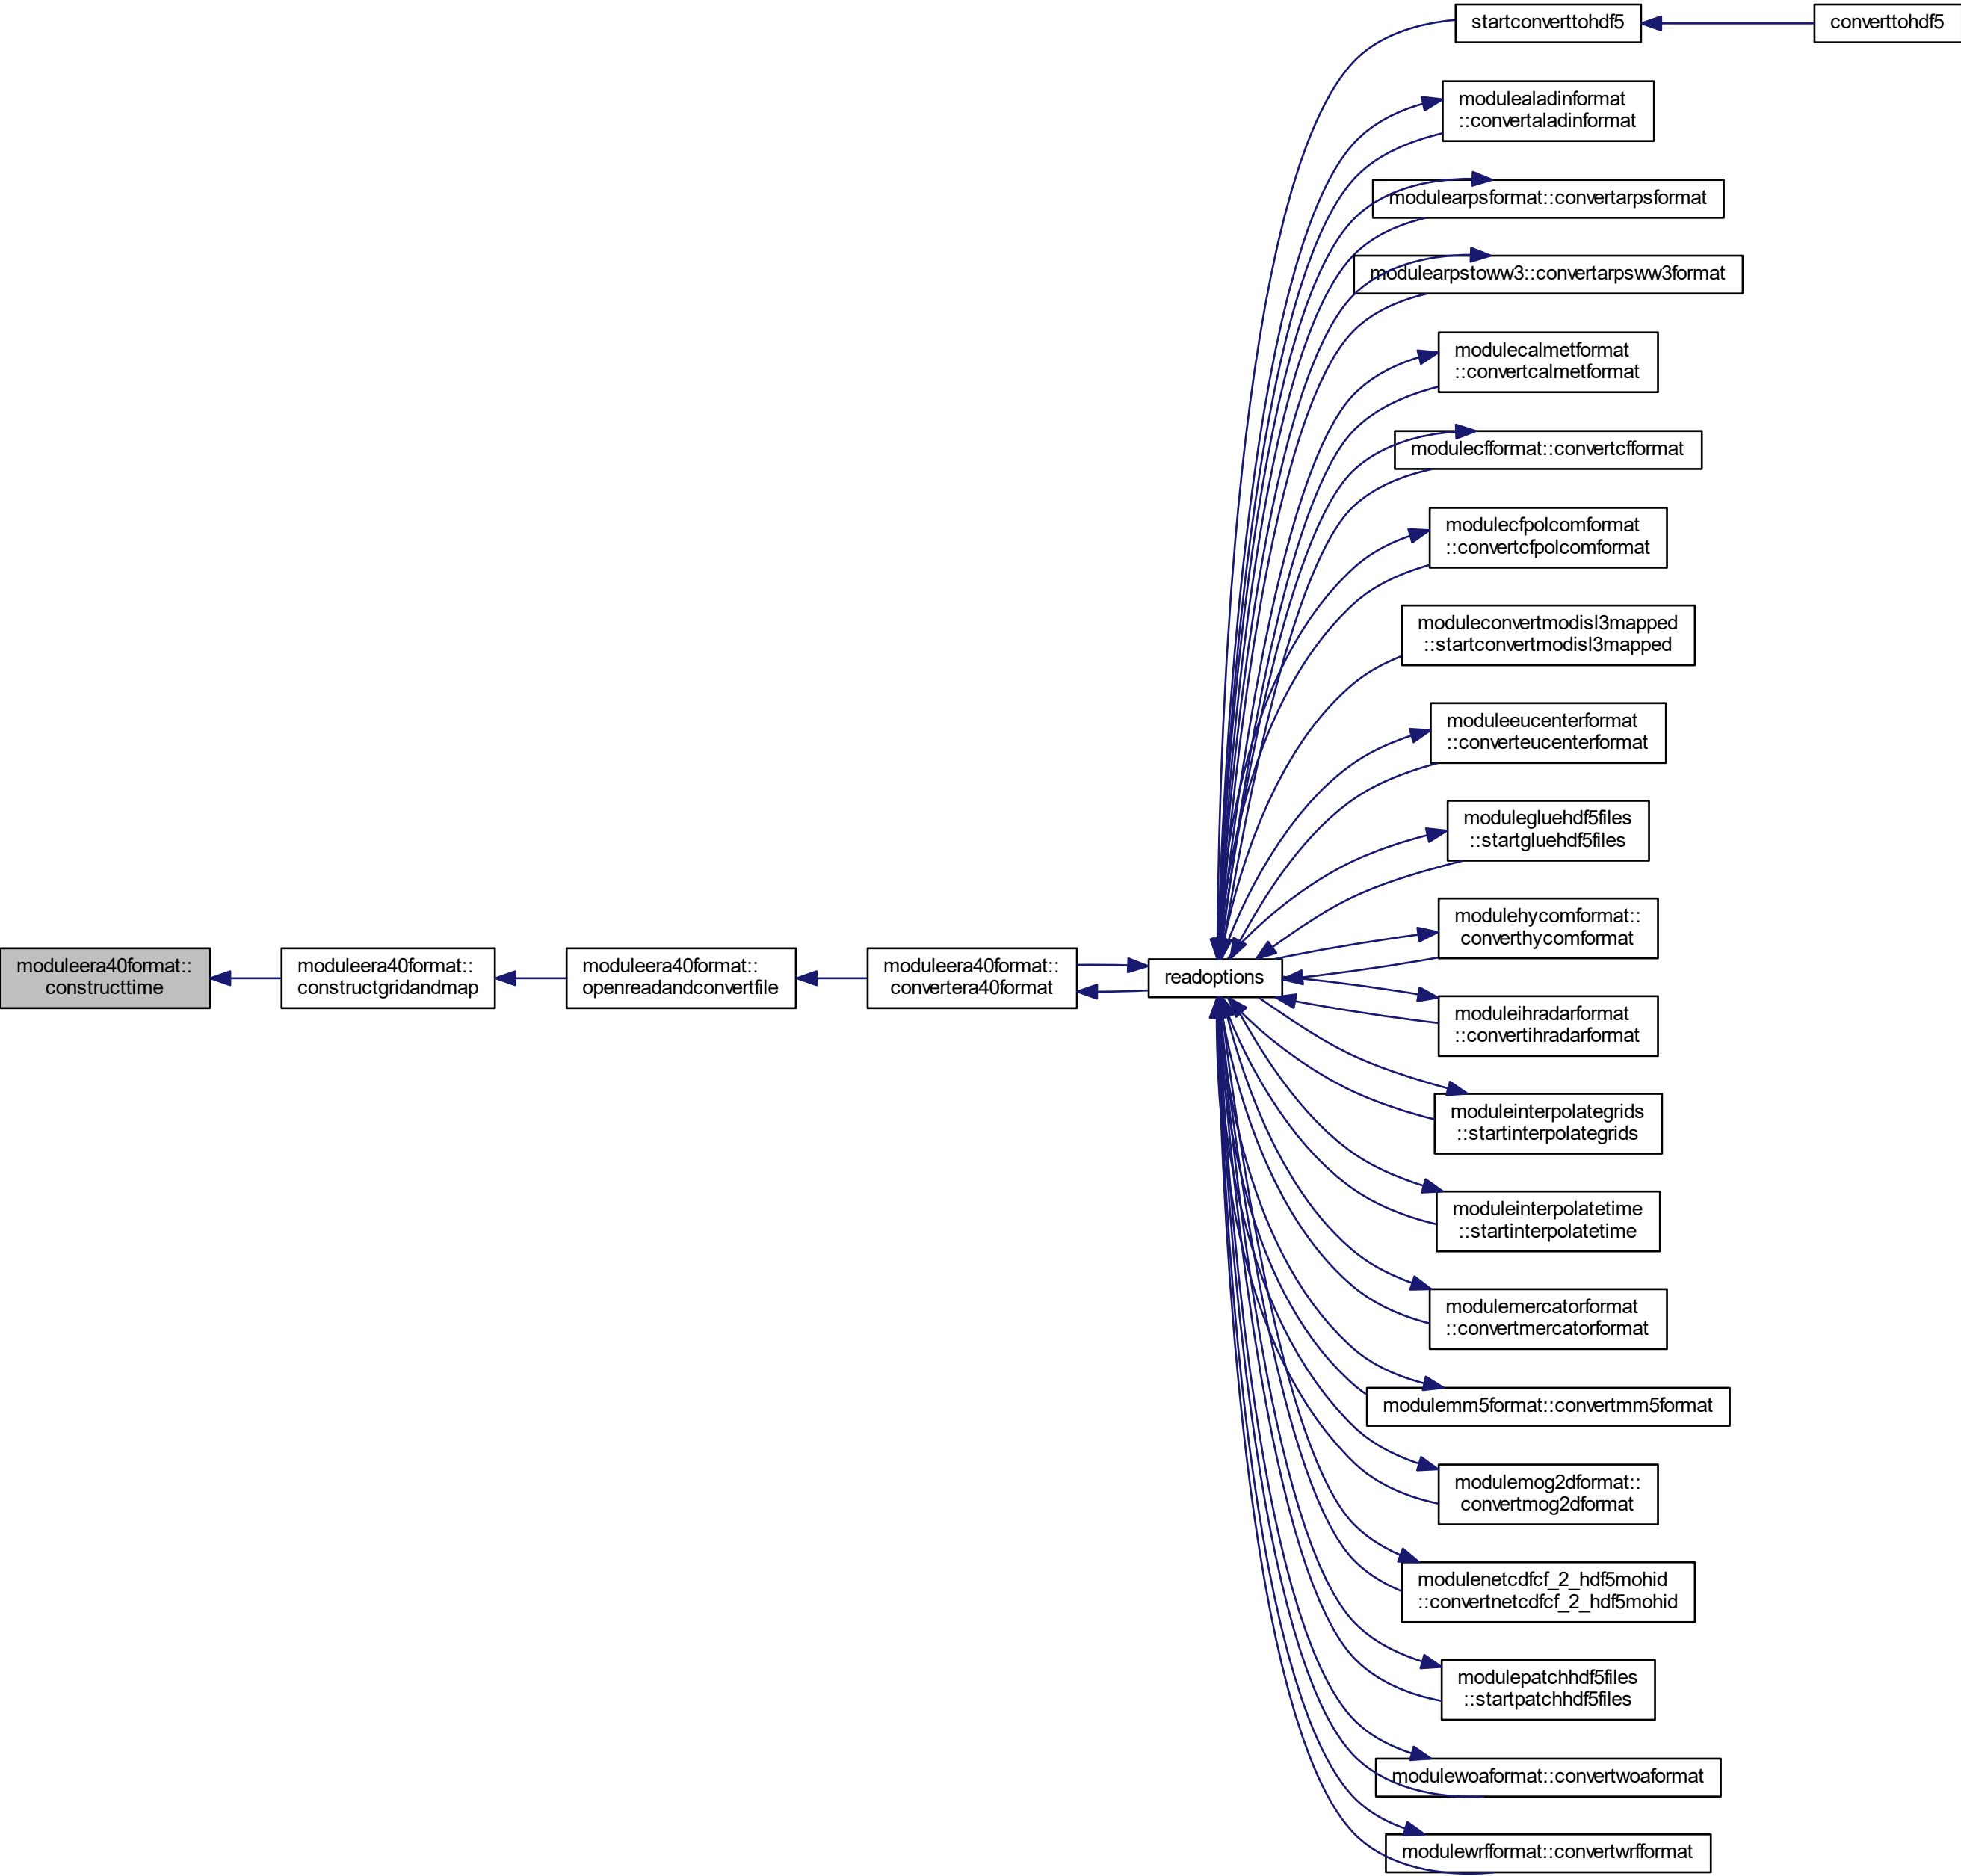 startconverttohdf5
converttohdf5
modulealadinformat
::convertaladinformat
modulearpsformat::convertarpsformat
modulearpstoww3::convertarpsww3format
modulecalmetformat
::convertcalmetformat
modulecfformat::convertcfformat
modulecfpolcomformat
::convertcfpolcomformat
moduleconvertmodisl3mapped
::startconvertmodisl3mapped
moduleeucenterformat
::converteucenterformat
modulegluehdf5files
::startgluehdf5files
modulehycomformat::
converthycomformat
moduleera40format::
constructtime
moduleera40format::
constructgridandmap
moduleera40format::
openreadandconvertfile
moduleera40format::
convertera40format
readoptions
moduleihradarformat
::convertihradarformat
moduleinterpolategrids
::startinterpolategrids
moduleinterpolatetime
::startinterpolatetime
modulemercatorformat
::convertmercatorformat
modulemm5format::convertmm5format
modulemog2dformat::
convertmog2dformat
modulenetcdfcf_2_hdf5mohid
::convertnetcdfcf_2_hdf5mohid
modulepatchhdf5files
::startpatchhdf5files
modulewoaformat::convertwoaformat
modulewrfformat::convertwrfformat